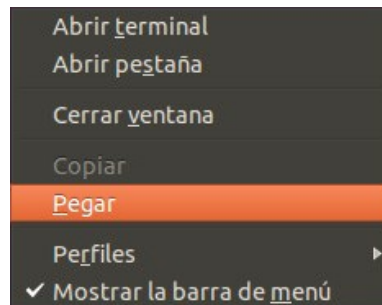 Abrir terminal
Abrir pestaña
Cerrar ventana
Copiar
Pegar
Perfiles
Mostrar la barra de menú